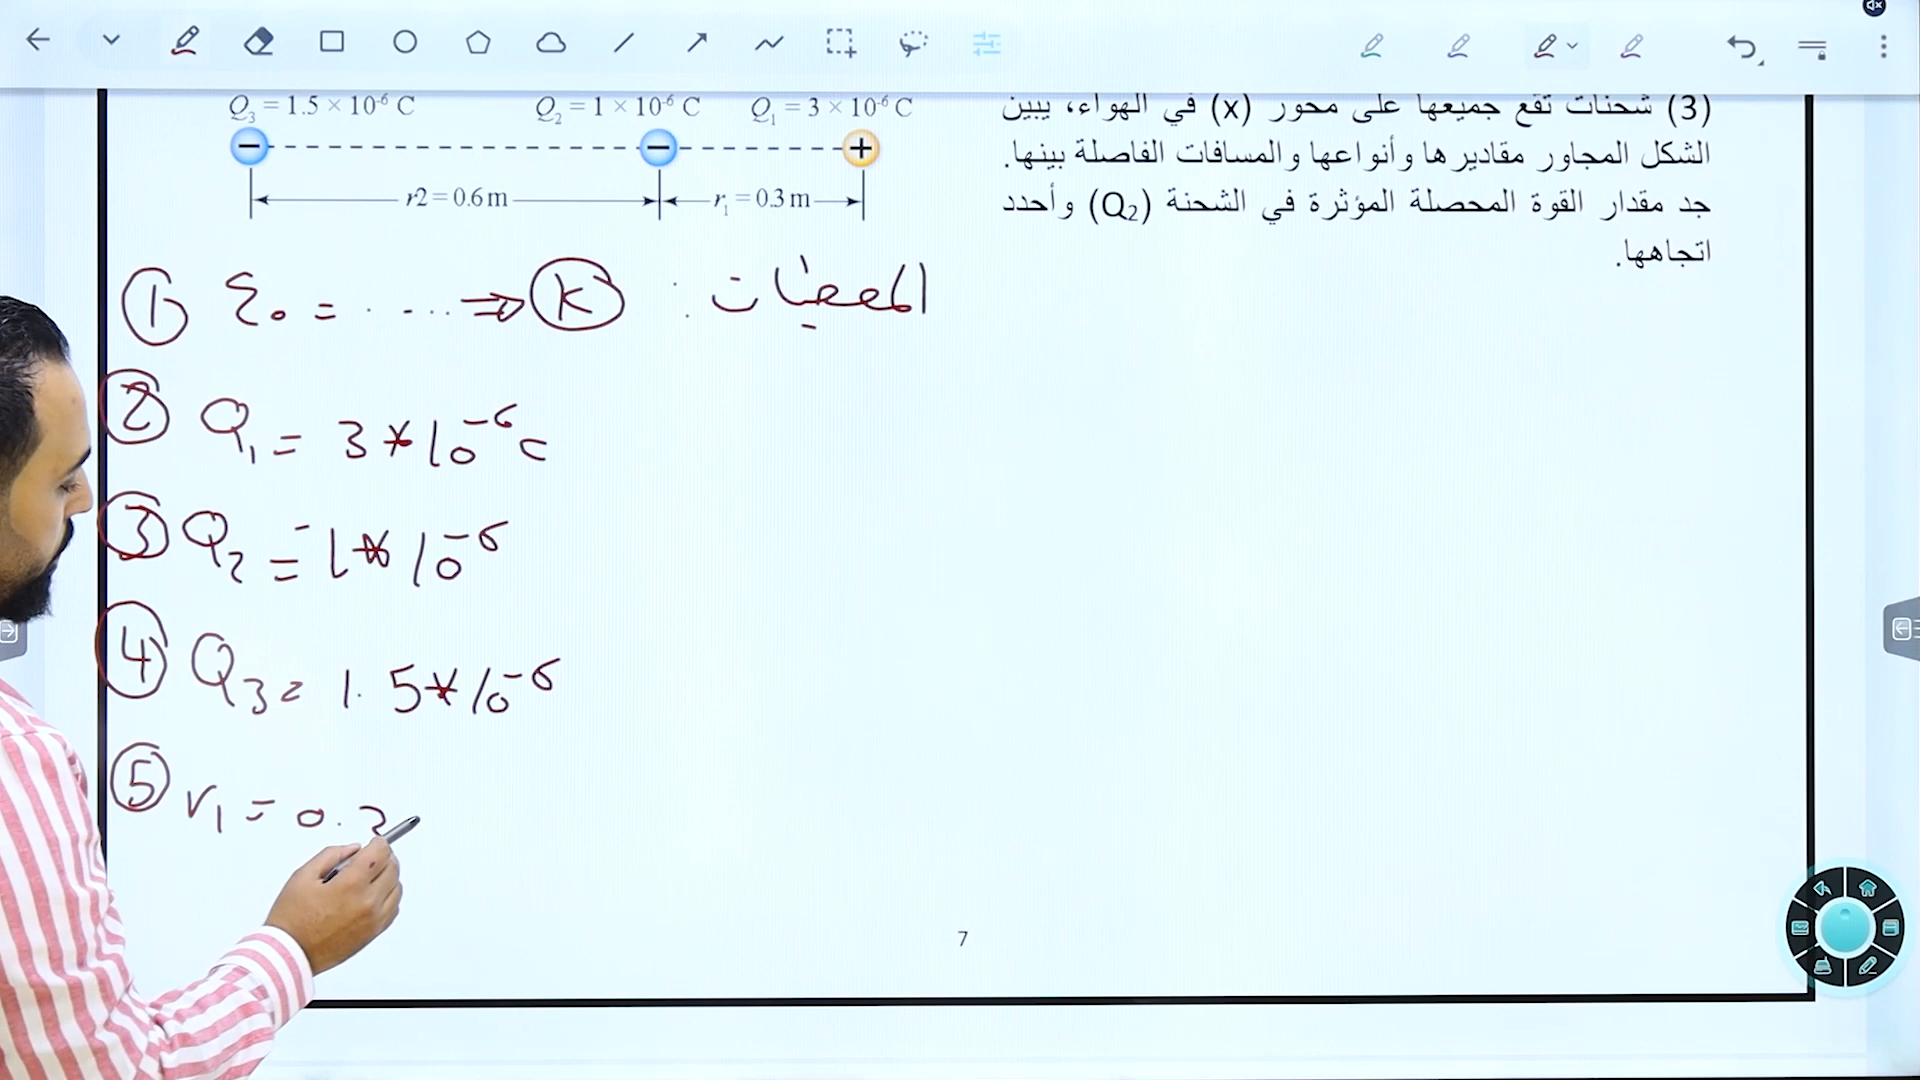 Q₃ = 1.5 × 10⁻⁶ C Q₂ = 1 × 10⁻⁶ C Q₁ = 3 × 10⁻⁶ C
r2 = 0.6 m r₁ = 0.3 m
(3) شحنات تقع جميعها على محور (x) في الهواء، يبين
الشكل المجاور مقاديرها وأنواعها والمسافات الفاصلة بينها.
جد مقدار القوة المحصلة المؤثرة في الشحنة (Q₂) وأحدد
اتجاهها.
المعطيات :
① ε₀ = ..... ⇒ K
② Q₁ = 3 * 10⁻⁶ C
③ Q₂ = -1 * 10⁻⁶
④ Q₃ = 1.5 * 10⁻⁶
⑤ r₁ = 0.3
7